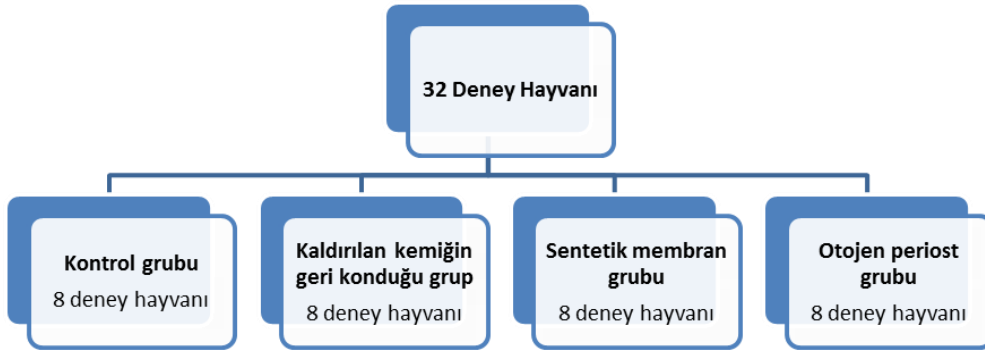 32 Deney Hayvanı
Kontrol grubu
8 deney hayvanı
Kaldırılan kemiğin
geri konduğu grup
8 deney hayvanı
Sentetik membran
grubu
8 deney hayvanı
Otojen periost
grubu
8 deney hayvanı